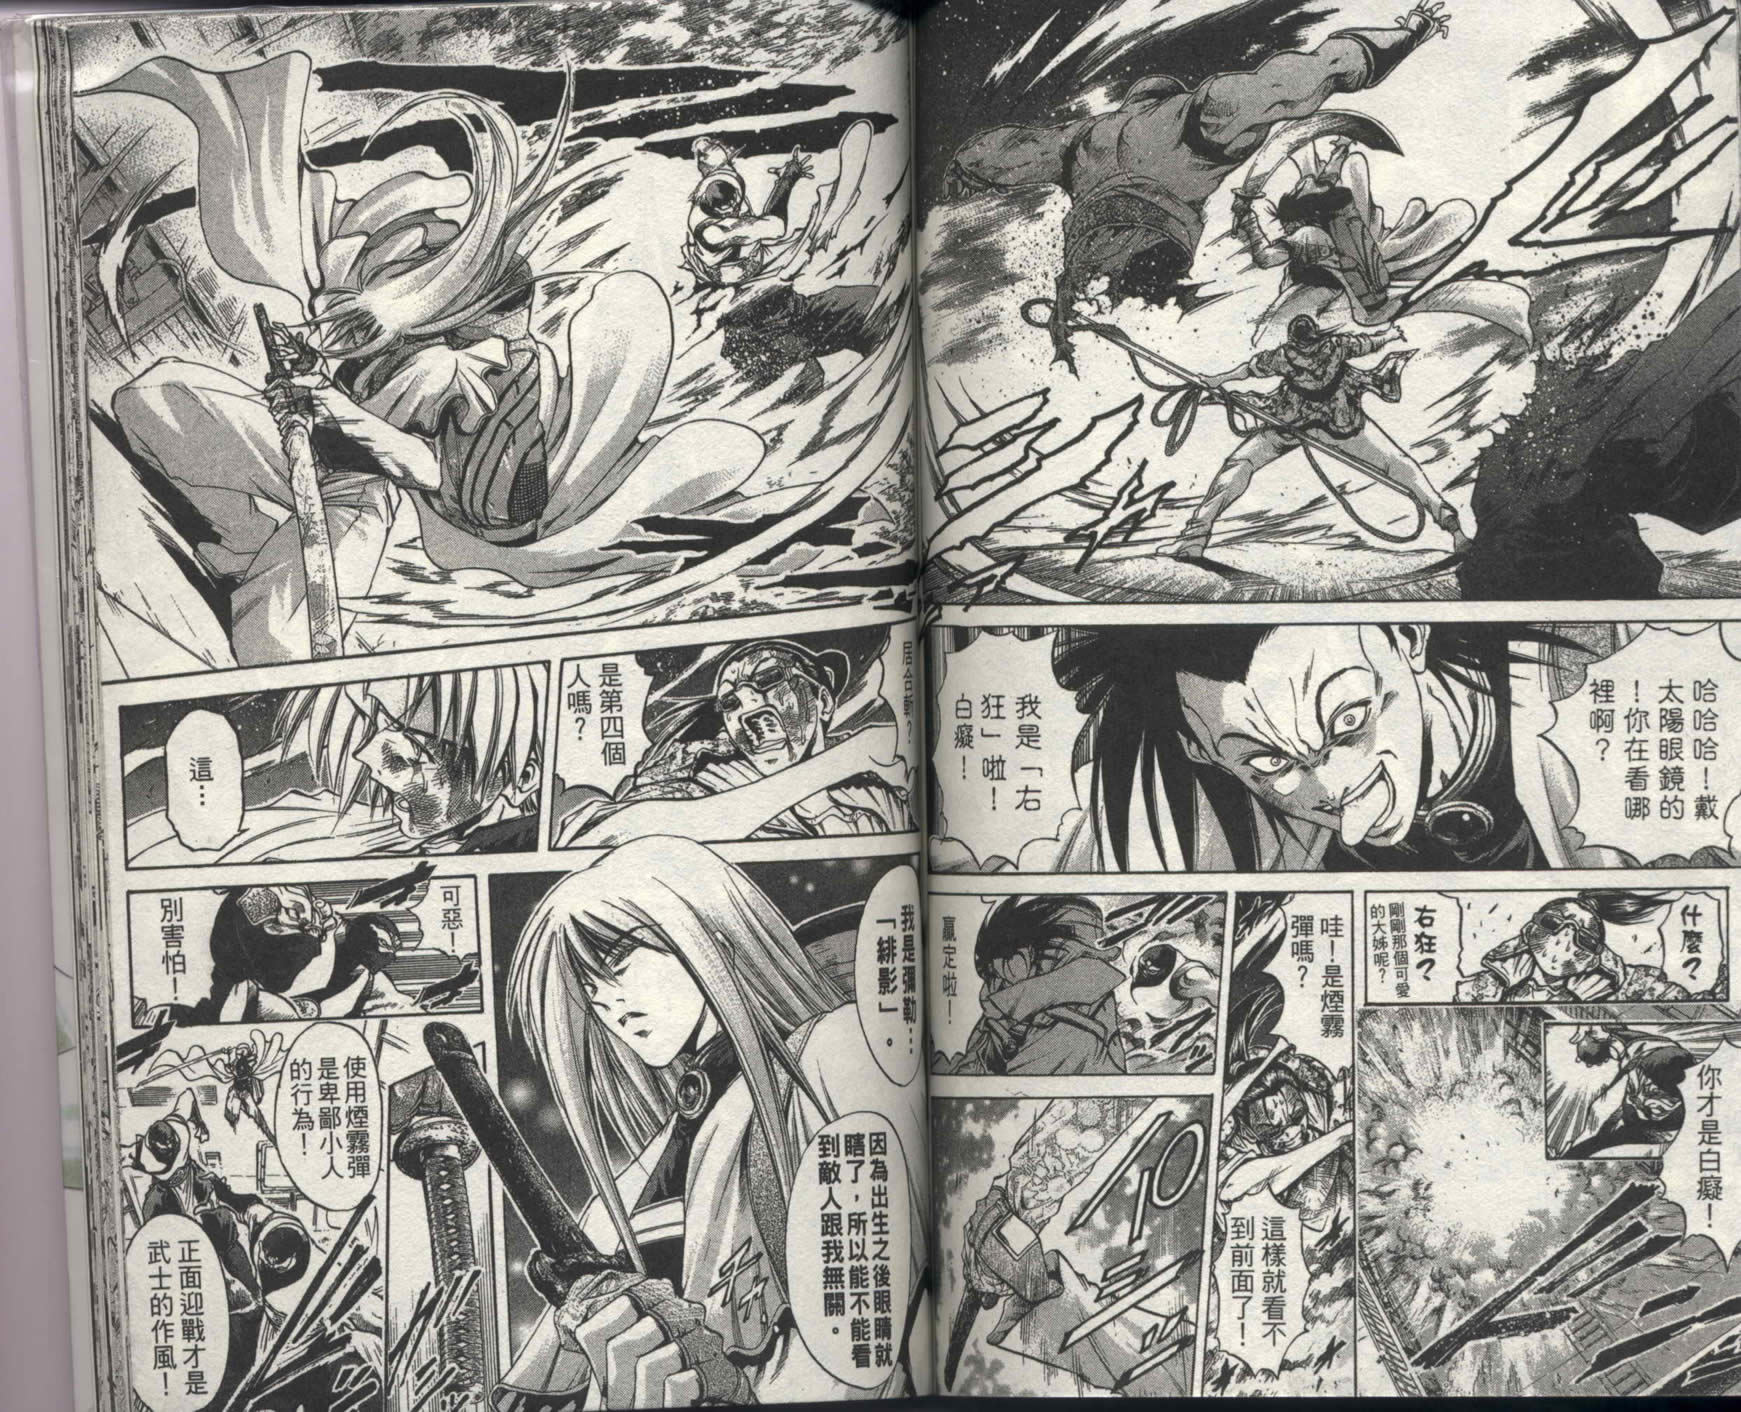 哈哈哈！戴
太陽眼鏡的
！你在看哪
裡啊？
我是「右
狂」啦！
白癡！
什麼？
右狂？
剛剛那個可愛
的大姊呢？
你才是白癡！
哇！是煙霧
彈嗎？
這樣就看不
到前面了！
贏定啦！
居合斬？
是第四個
人嗎？
這…
我是彌勒…
「緋影」。
因為出生之後眼睛就
瞎了，所以能不能看
到敵人跟我無關。
可惡！
別害怕！
使用煙霧彈
是卑鄙小人
的行為！
正面迎戰才是
武士的作風！